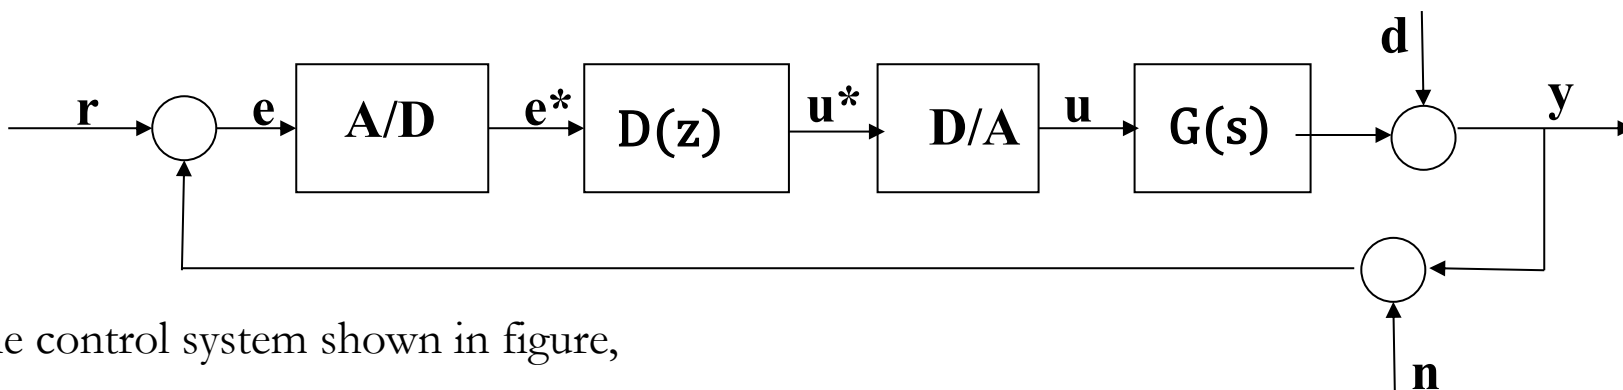 d
r
e
A/D
e*
D(z)
u*
D/A
u
G(s)
y
e control system shown in figure,
n